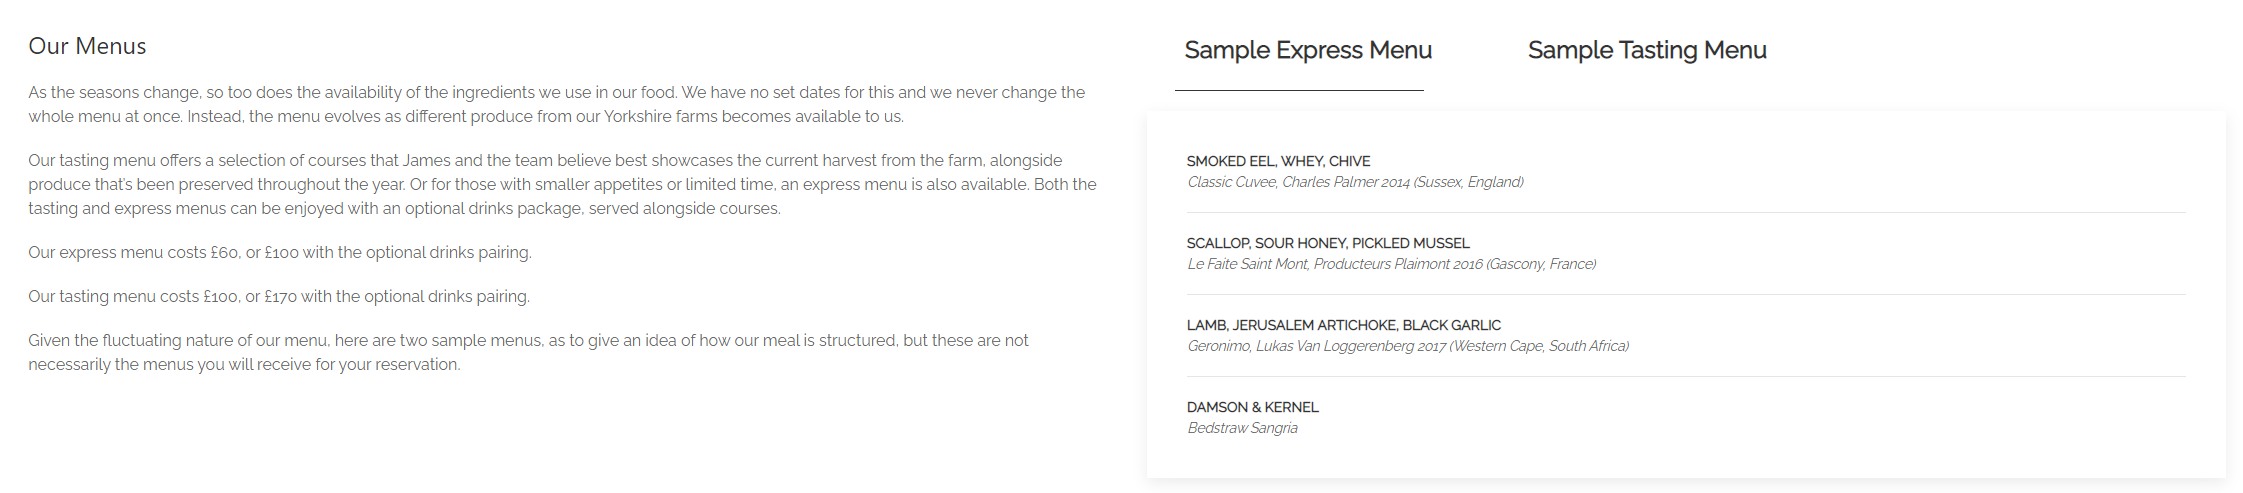 Our Menus
As the seasons change, so too does the availability of the ingredients we use in our food. We have no set dates for this and we never change the
whole menu at once. Instead, the menu evolves as different produce from our Yorkshire farms becomes available to us.
Our tasting menu offers a selection of courses that James and the team believe best showcases the current harvest from the farm, alongside
produce that's been preserved throughout the year. Or for those with smaller appetites or limited time, an express menu is also available. Both the
tasting and express menus can be enjoyed with an optional drinks package, served alongside courses.
Our express menu costs £60, or £100 with the optional drinks pairing.
Our tasting menu costs £100, or £170 with the optional drinks pairing.
Given the fluctuating nature of our menu, here are two sample menus, as to give an idea of how our meal is structured, but these are not
necessarily the menus you will receive for your reservation.
Sample Express Menu
Sample Tasting Menu
SMOKED EEL, WHEY, CHIVE
Classic Cuvee, Charles Palmer 2014 (Sussex, England)
SCALLOP, SOUR HONEY, PICKLED MUSSEL
Le Faite Saint Mont, Producteurs Plaimont 2016 (Gascony, France)
LAMB, JERUSALEM ARTICHOKE, BLACK GARLIC
Geronimo, Lukas Van Loggerenberg 2017 (Western Cape, South Africa)
DAMSON & KERNEL
Bedstraw Sangria